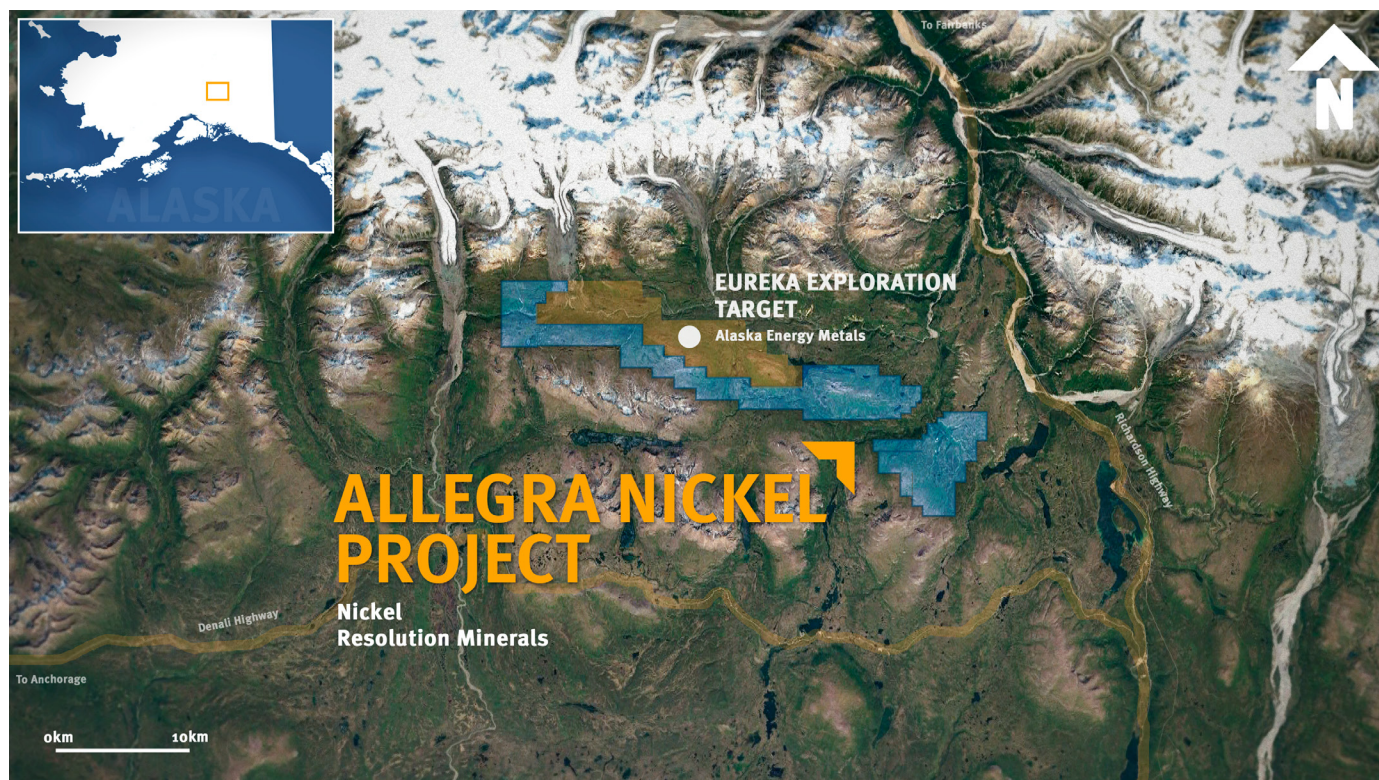 To Fairbanks
N
ALASKA
EUREKA EXPLORATION
TARGET
Alaska Energy Metals
Richardson Highway
ALLEGRA NICKEL
PROJECT
Nickel
Resolution Minerals
Denali Highway
To Anchorage
0km 10km